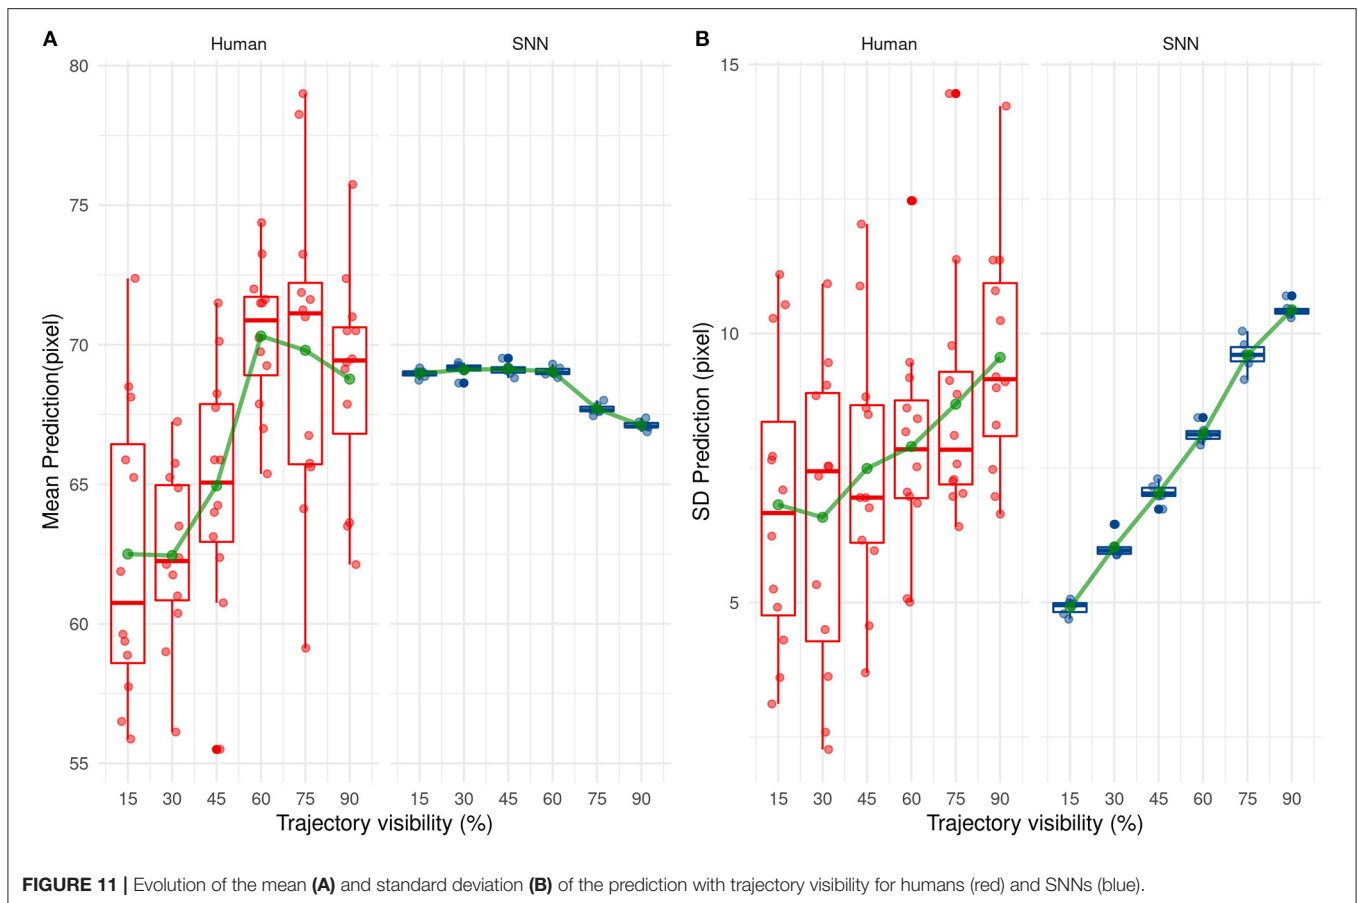 A
Human
SNN
80
75
70
65
60
55
Mean Prediction(pixel)
15 30 45 60 75 90
15 30 45 60 75 90
Trajectory visibility (%)
B
Human
SNN
15
10
5
SD Prediction (pixel)
15 30 45 60 75 90
15 30 45 60 75 90
Trajectory visibility (%)
FIGURE 11 | Evolution of the mean (A) and standard deviation (B) of the prediction with trajectory visibility for humans (red) and SNNs (blue).